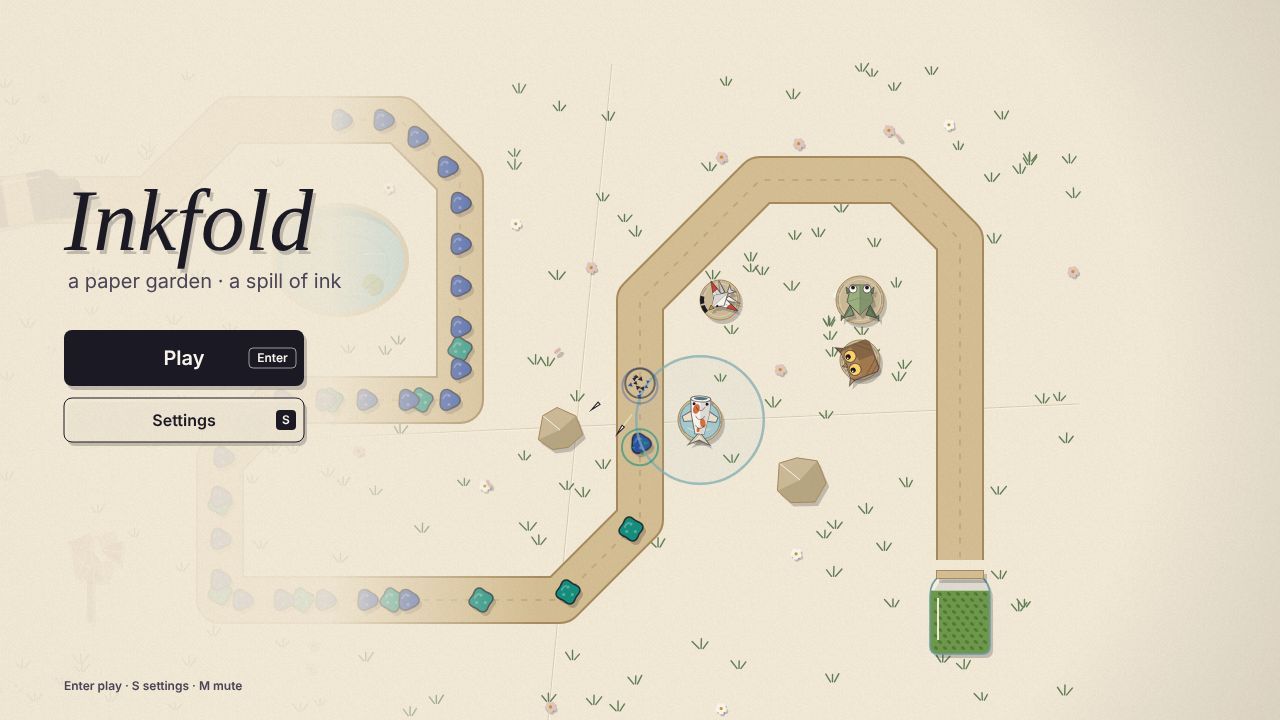 Inkfold
a paper garden · a spill of ink
Play Enter
Settings S
Enter play · S settings · M mute